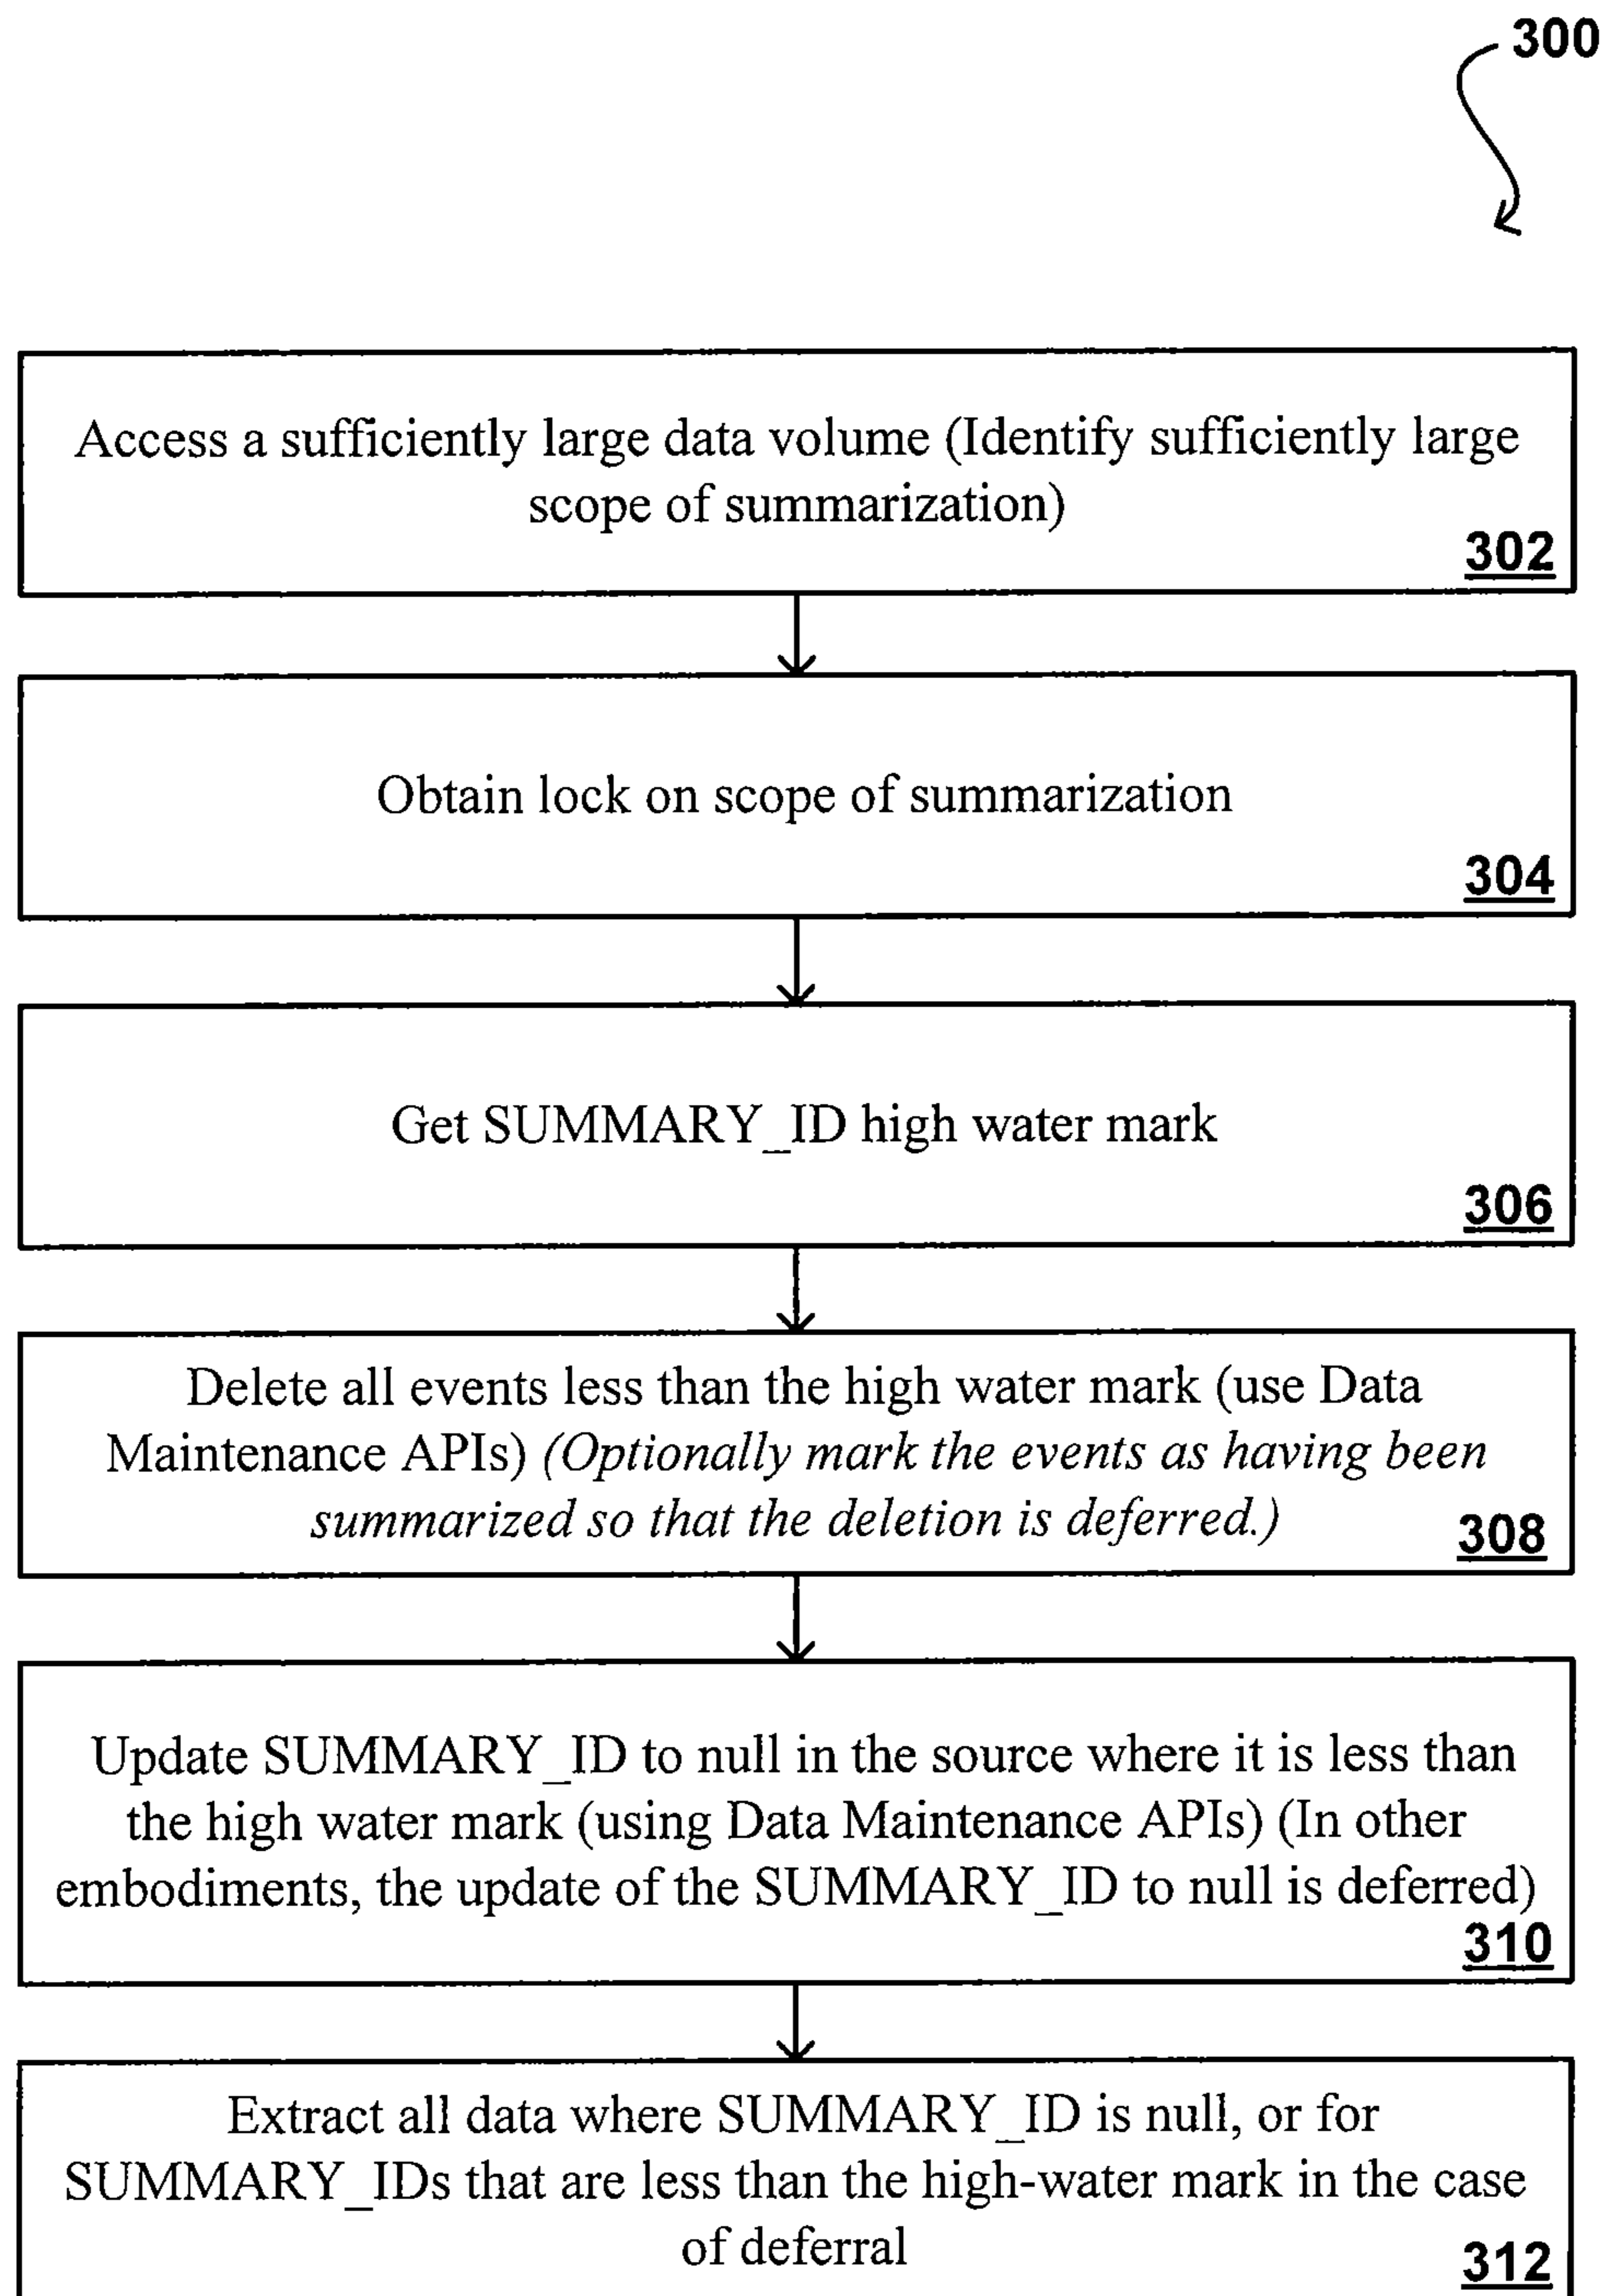 300
Access a sufficiently large data volume (Identify sufficiently large
scope of summarization)
302
Obtain lock on scope of summarization
304
Get SUMMARY_ID high water mark
306
Delete all events less than the high water mark (use Data
Maintenance APIs) (Optionally mark the events as having been
summarized so that the deletion is deferred.)
308
Update SUMMARY_ID to null in the source where it is less than
the high water mark (using Data Maintenance APIs) (In other
embodiments, the update of the SUMMARY_ID to null is deferred)
310
Extract all data where SUMMARY_ID is null, or for
SUMMARY_IDs that are less than the high-water mark in the case
of deferral
312